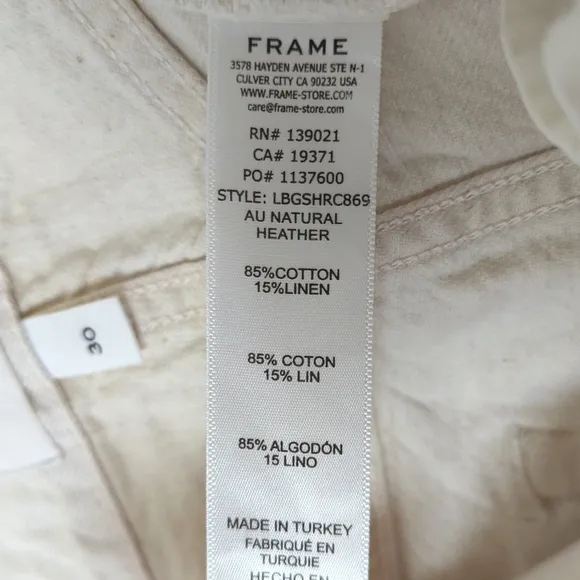 FRAME
3578 HAYDEN AVENUE STE N-1
CULVER CITY CA 90232 USA
WWW.FRAME-STORE.COM
care@frame-store.com
RN# 139021
CA# 19371
PO# 1137600
STYLE: LBGSHRC869
AU NATURAL
HEATHER
85%COTTON
15%LINEN
85% COTON
15% LIN
85% ALGODÓN
15 LINO
MADE IN TURKEY
FABRIQUÉ EN
TURQUIE
HECHO EN
30